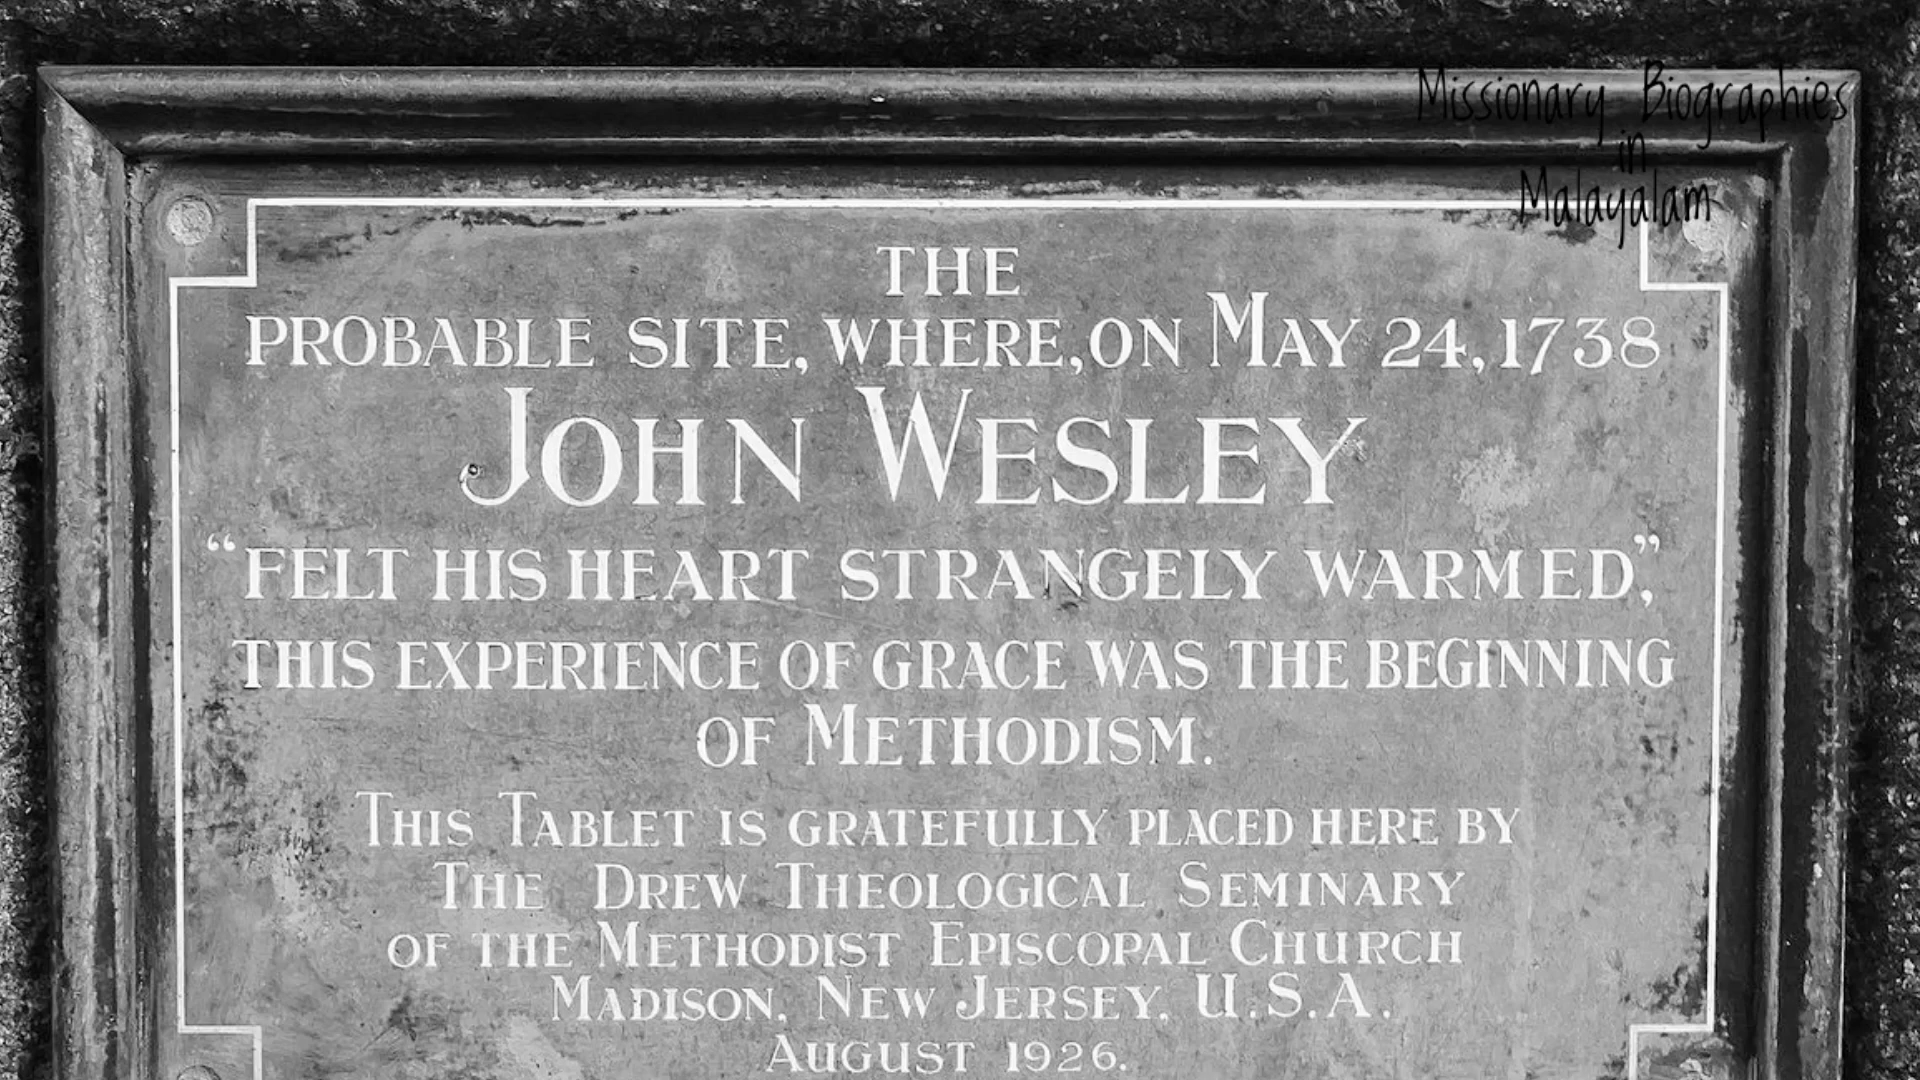 Missionary Biographies
in
Malayalam
THE
PROBABLE SITE, WHERE, ON MAY 24, 1738
JOHN WESLEY
“FELT HIS HEART STRANGELY WARMED,”
THIS EXPERIENCE OF GRACE WAS THE BEGINNING
OF METHODISM.
THIS TABLET IS GRATEFULLY PLACED HERE BY
THE DREW THEOLOGICAL SEMINARY
OF THE METHODIST EPISCOPAL CHURCH
MADISON, NEW JERSEY, U.S.A.
AUGUST 1926.